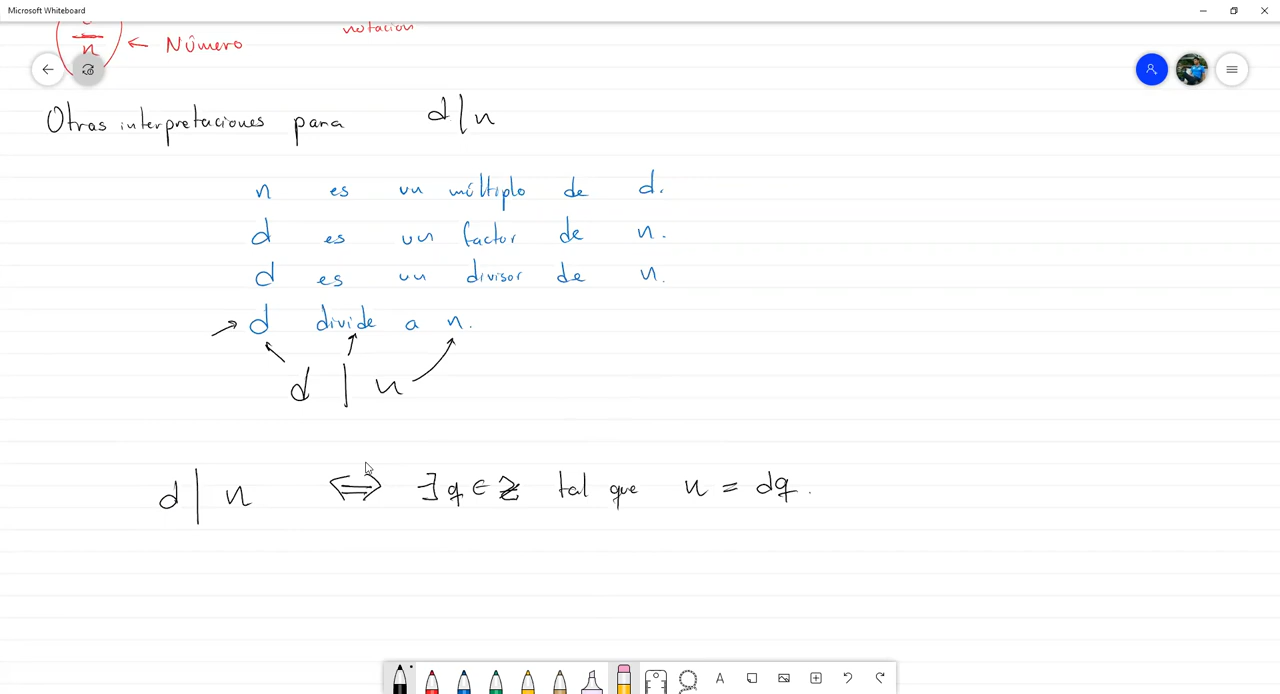 Microsoft Whiteboard
notación
n ← Número
Otras interpretaciones para d | n
n es un múltiplo de d.
d es un factor de n.
d es un divisor de n.
→ d divide a n.
d | n
d | n ⟺ ∃ q ∈ ℤ tal que n = dq.
A